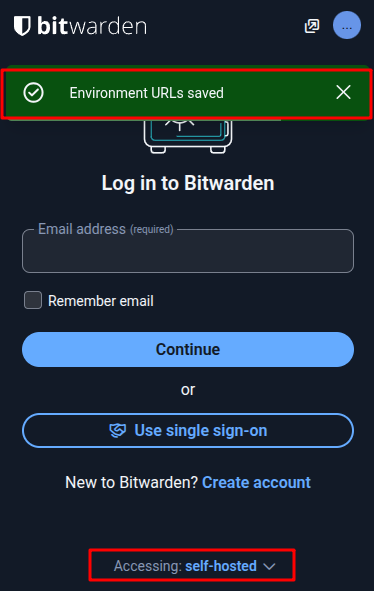 bitwarden
...
Environment URLs saved
Log in to Bitwarden
Email address (required)
Remember email
Continue
or
Use single sign-on
New to Bitwarden? Create account
Accessing: self-hosted